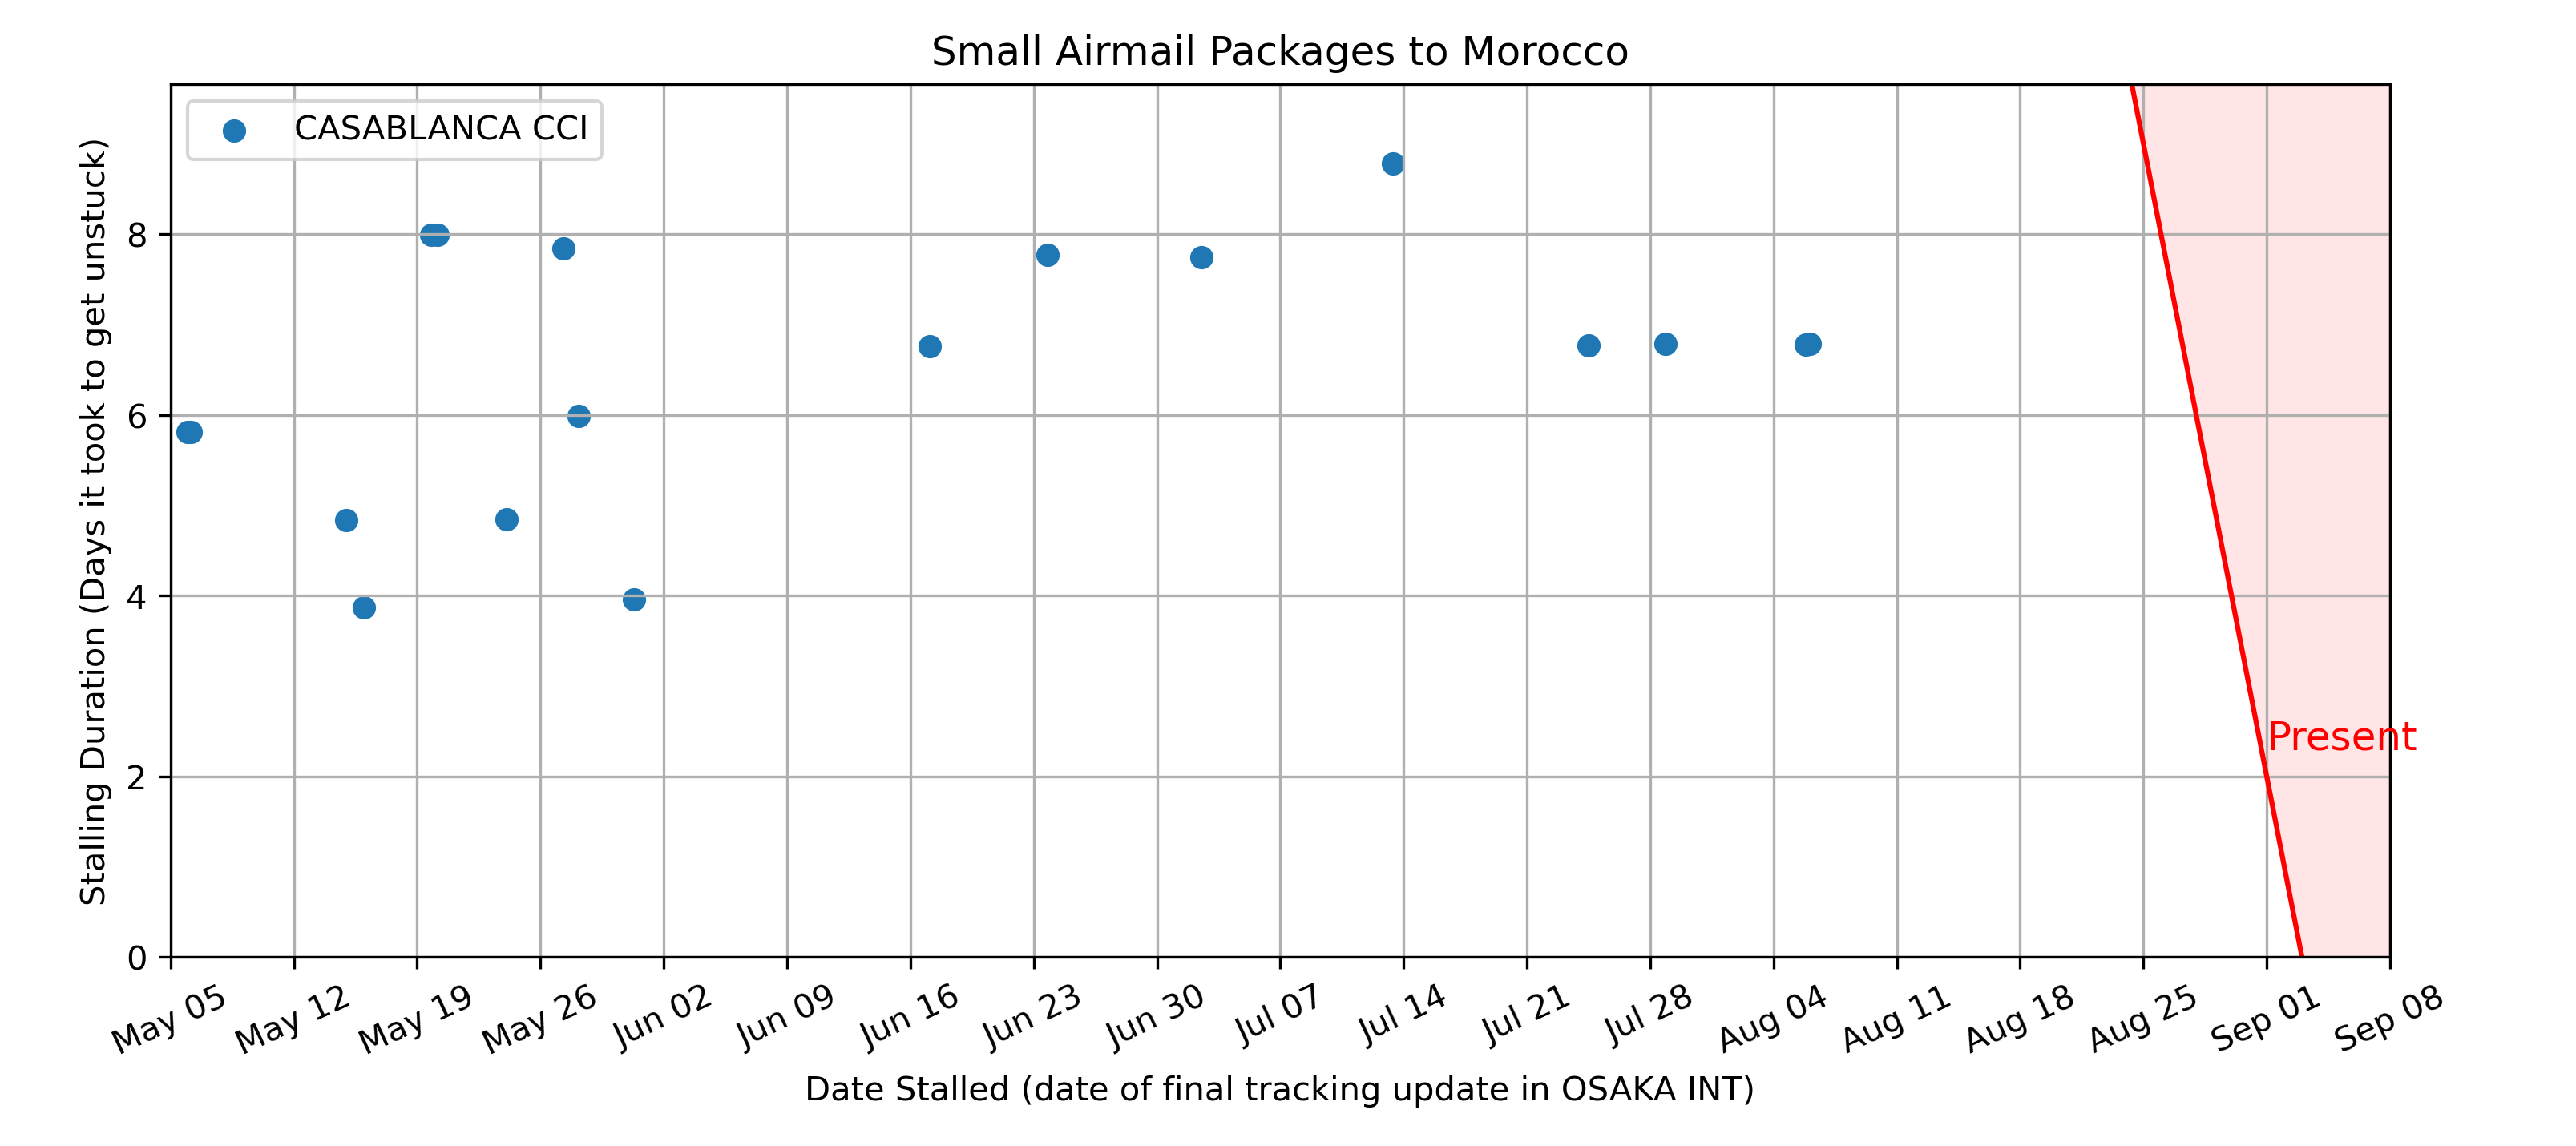 Small Airmail Packages to Morocco
CASABLANCA CCI
Stalling Duration (Days it took to get unstuck)
8
6
4
2
0
Present
May 05
May 12
May 19
May 26
Jun 02
Jun 09
Jun 16
Jun 23
Jun 30
Jul 07
Jul 14
Jul 21
Jul 28
Aug 04
Aug 11
Aug 18
Aug 25
Sep 01
Sep 08
Date Stalled (date of final tracking update in OSAKA INT)